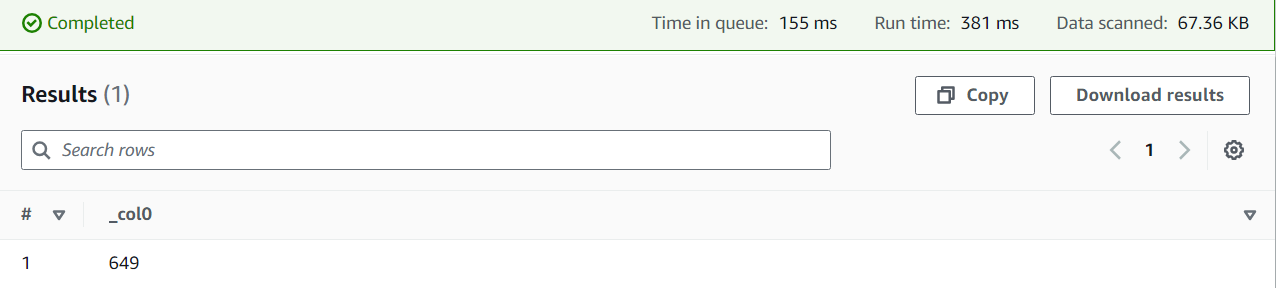 Completed Time in queue: 155 ms Run time: 381 ms Data scanned: 67.36 KB
Results (1) Copy Download results
Search rows 1
# _col0
1 649